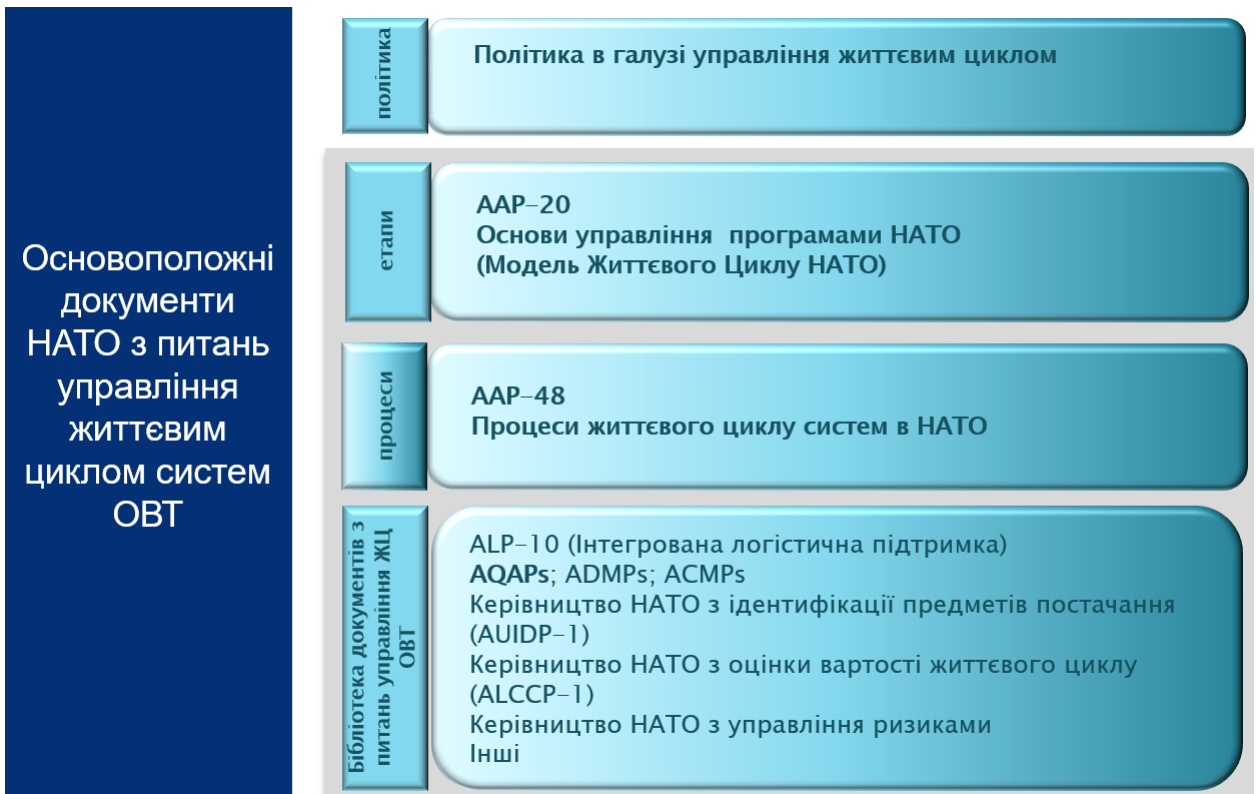 Основоположні
документи
НАТО з питань
управління
життєвим
циклом систем
ОВТ
політика
Політика в галузі управління життєвим циклом
етапи
ААР–20
Основи управління програмами НАТО
(Модель Життєвого Циклу НАТО)
процеси
ААР–48
Процеси життєвого циклу систем в НАТО
Бібліотека документів з
питань управління ЖЦ
ОВТ
ALP–10 (Інтегрована логістична підтримка)
AQAPs; ADMPs; ACMPs
Керівництво НАТО з ідентифікації предметів постачання
(AUIDP–1)
Керівництво НАТО з оцінки вартості життєвого циклу
(ALCCP–1)
Керівництво НАТО з управління ризиками
Інші